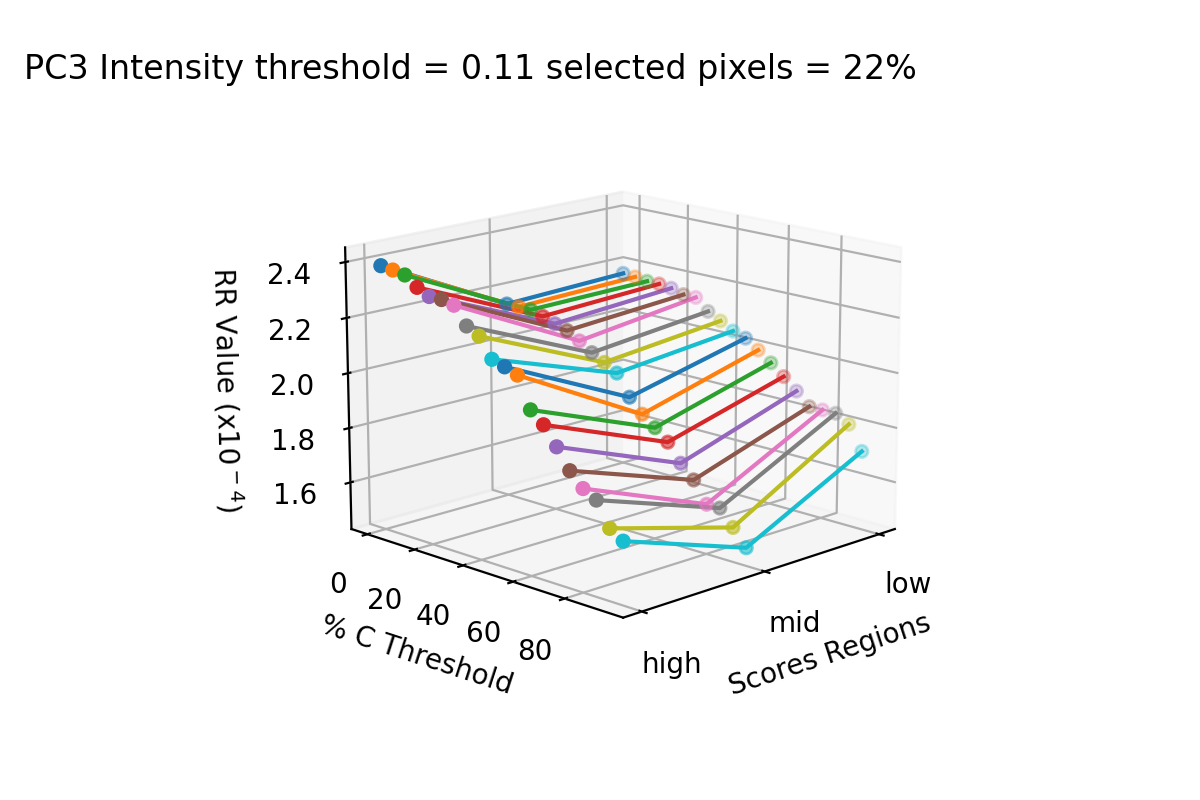 PC3 Intensity threshold = 0.11 selected pixels = 22%
2.4
2.2
2.0
1.8
1.6
RR Value (x10⁻⁴)
0
20
40
60
80
% C Threshold
high
mid
low
Scores Regions